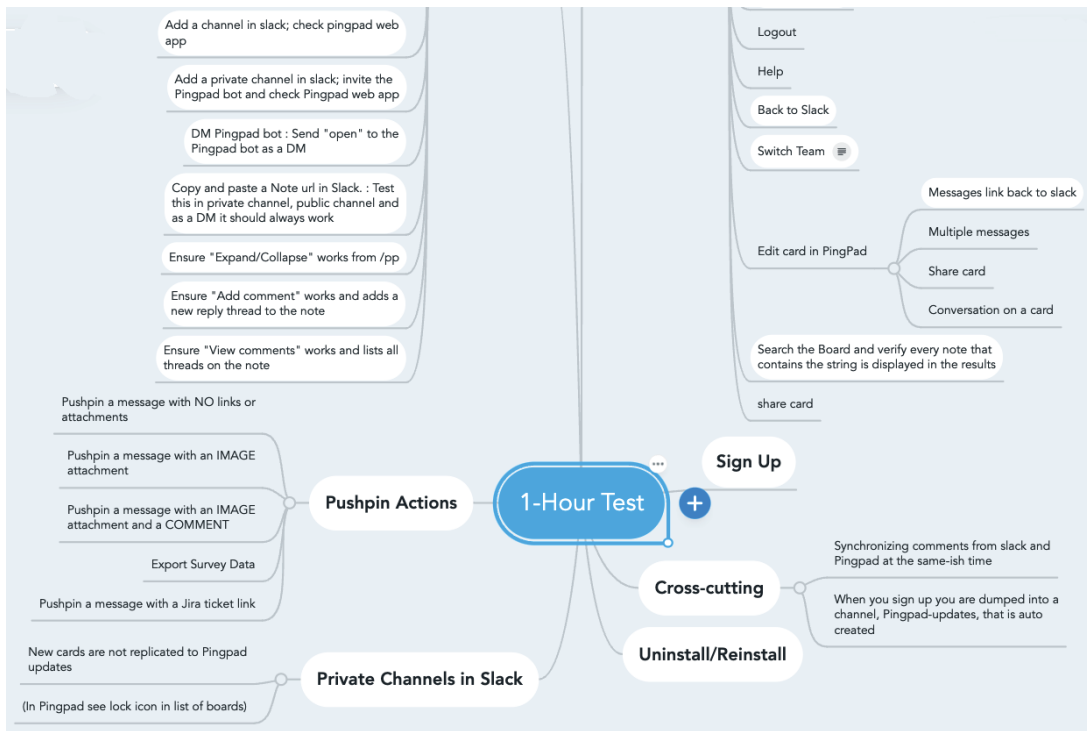 Add a channel in slack; check pingpad web
app
Add a private channel in slack; invite the
Pingpad bot and check Pingpad web app
DM Pingpad bot : Send "open" to the
Pingpad bot as a DM
Copy and paste a Note url in Slack. : Test
this in private channel, public channel and
as a DM it should always work
Ensure "Expand/Collapse" works from /pp
Ensure "Add comment" works and adds a
new reply thread to the note
Ensure "View comments" works and lists all
threads on the note
Logout
Help
Back to Slack
Switch Team
Edit card in PingPad
Messages link back to slack
Multiple messages
Share card
Conversation on a card
Search the Board and verify every note that
contains the string is displayed in the results
share card
Pushpin a message with NO links or
attachments
Pushpin a message with an IMAGE
attachment
Pushpin a message with an IMAGE
attachment and a COMMENT
Export Survey Data
Pushpin a message with a Jira ticket link
Pushpin Actions
1-Hour Test
Sign Up
Cross-cutting
Synchronizing comments from slack and
Pingpad at the same-ish time
When you sign up you are dumped into a
channel, Pingpad-updates, that is auto
created
Uninstall/Reinstall
Private Channels in Slack
New cards are not replicated to Pingpad
updates
(In Pingpad see lock icon in list of boards)